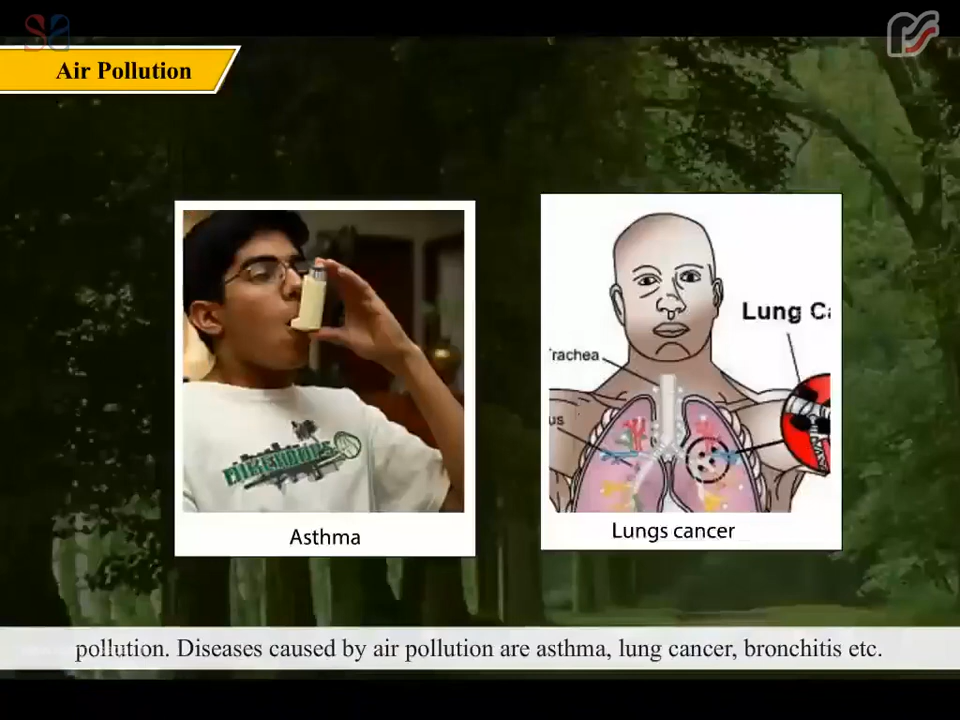 Air Pollution
Lung Ca
Trachea
us
Asthma
Lungs cancer
pollution. Diseases caused by air pollution are asthma, lung cancer, bronchitis etc.